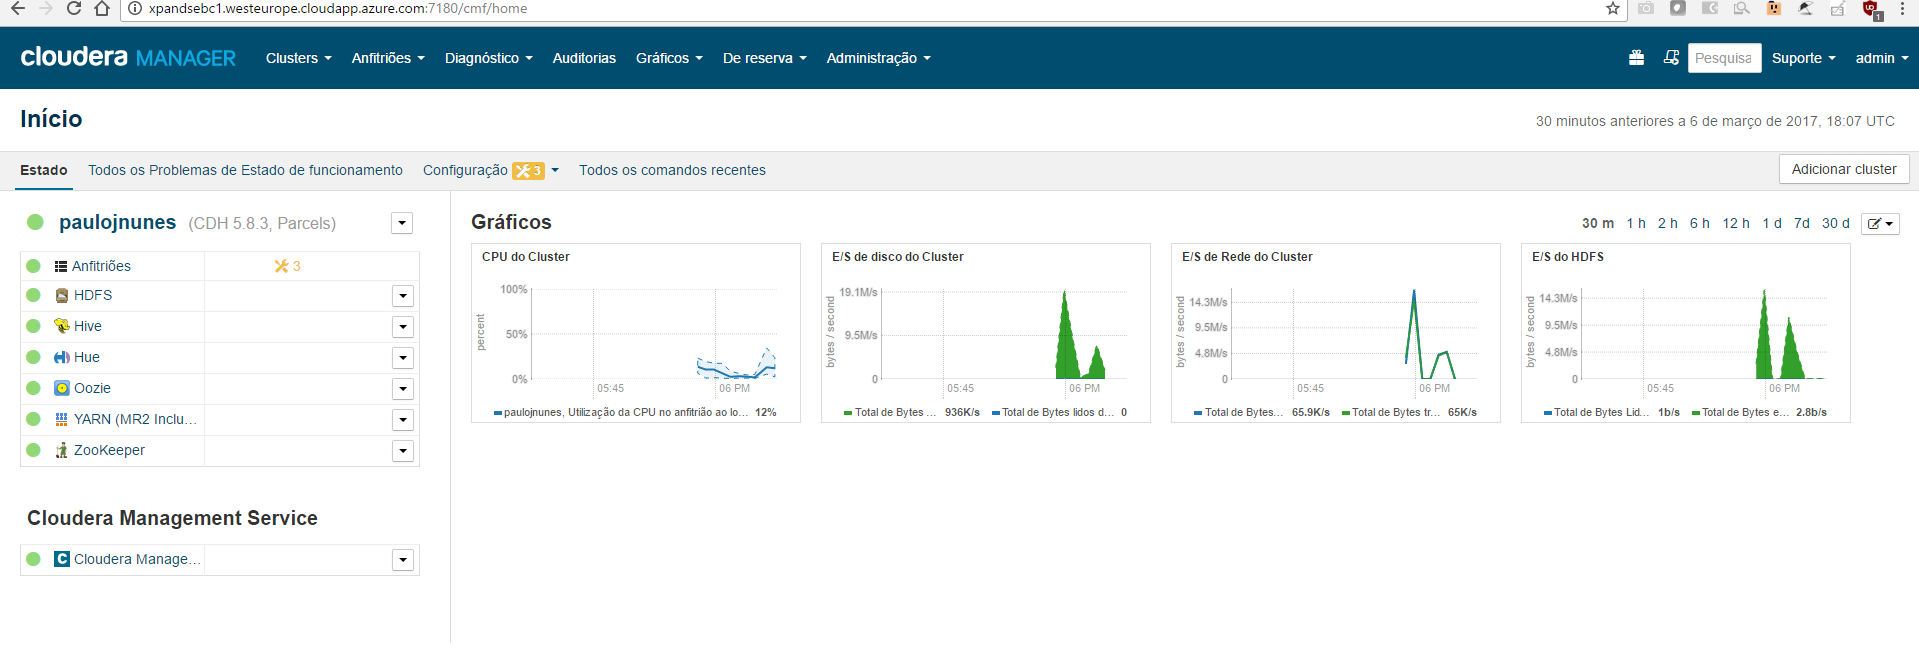 xpandsebc1.westeurope.cloudapp.azure.com:7180/cmf/home
1
cloudera MANAGER Clusters Anfitriões Diagnóstico Auditorias Gráficos De reserva Administração Pesquisa Suporte admin
Início
30 minutos anteriores a 6 de março de 2017, 18:07 UTC
Estado Todos os Problemas de Estado de funcionamento Configuração 3 Todos os comandos recentes Adicionar cluster
paulojnunes (CDH 5.8.3, Parcels)
Anfitriões 3
HDFS
Hive
Hue
Oozie
YARN (MR2 Inclu...
ZooKeeper
Cloudera Management Service
C Cloudera Manage...
Gráficos
30 m 1 h 2 h 6 h 12 h 1 d 7d 30 d
CPU do Cluster
percent
100%
50%
0%
05:45 06 PM
paulojnunes, Utilização da CPU no anfitrião ao lo... 12%
E/S de disco do Cluster
bytes / second
19.1M/s
9.5M/s
0
05:45 06 PM
Total de Bytes ... 936K/s Total de Bytes lidos d... 0
E/S de Rede do Cluster
bytes / second
14.3M/s
9.5M/s
4.8M/s
0
05:45 06 PM
Total de Bytes... 65.9K/s Total de Bytes tr... 65K/s
E/S do HDFS
bytes / second
14.3M/s
9.5M/s
4.8M/s
0
05:45 06 PM
Total de Bytes Lid... 1b/s Total de Bytes e... 2.8b/s